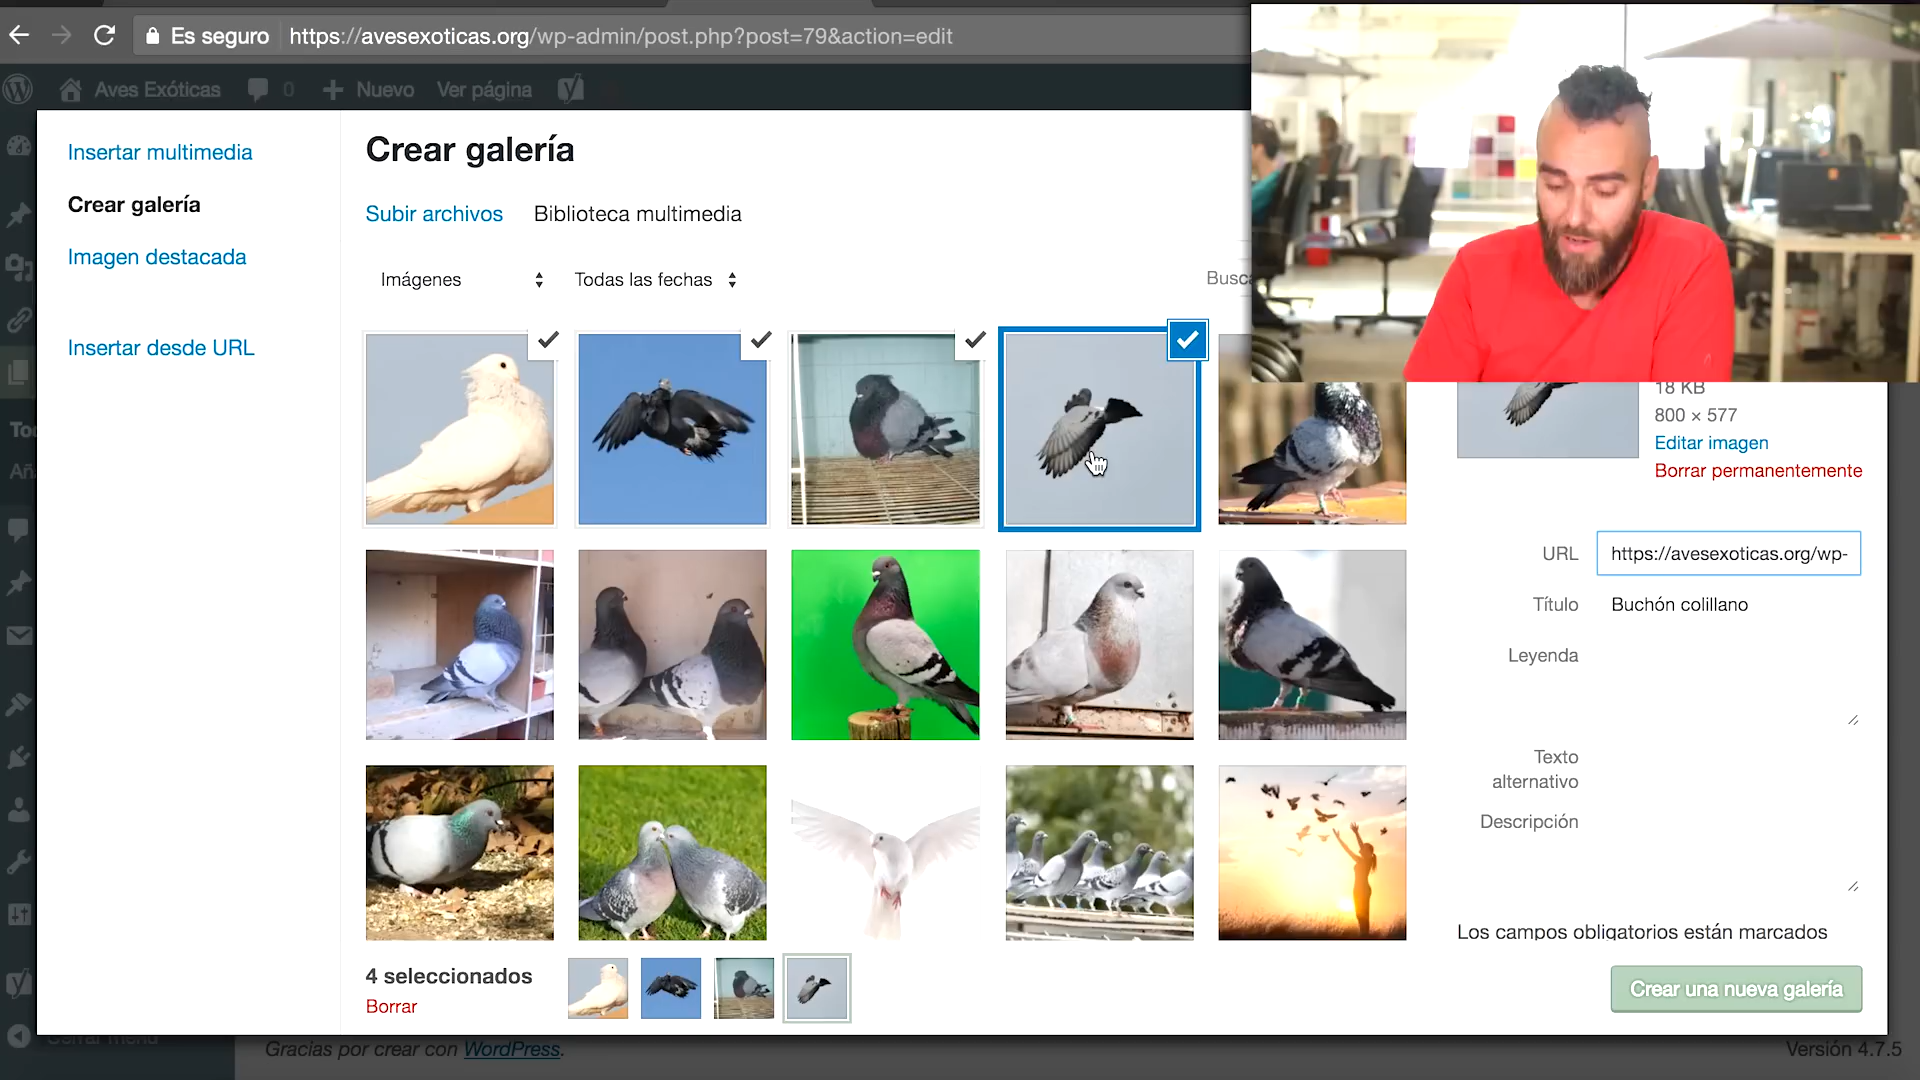 Es seguro https://avesexoticas.org/wp-admin/post.php?post=79&action=edit
Aves Exóticas 0 Nuevo Ver página
Insertar multimedia
Crear galería
Imagen destacada
Insertar desde URL
Crear galería
Subir archivos Biblioteca multimedia
Imágenes Todas las fechas
18 KB
800 × 577
Editar imagen
Borrar permanentemente
URL https://avesexoticas.org/wp-
Título Buchón colillano
Leyenda
Texto alternativo
Descripción
Los campos obligatorios están marcados
4 seleccionados
Borrar
Crear una nueva galería
Cerrar menú
Gracias por crear con WordPress.
Versión 4.7.5